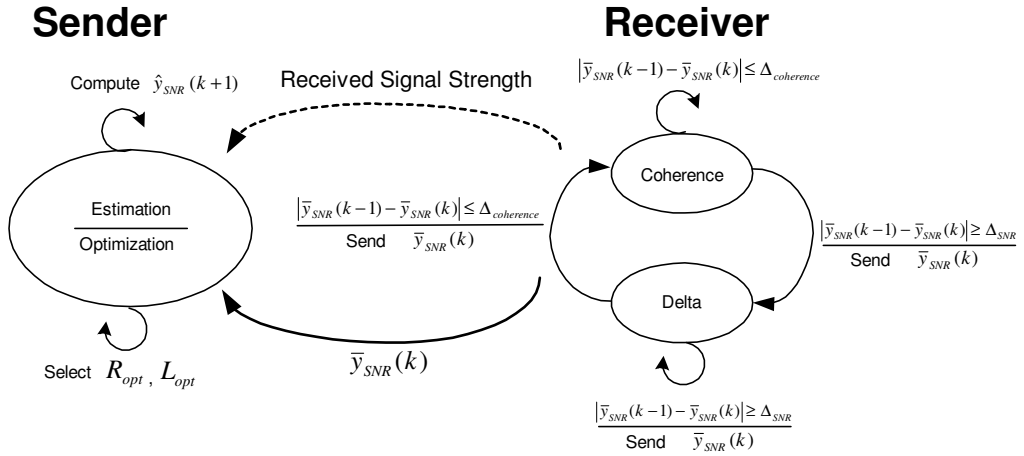 Sender
Receiver
Compute ŷ_SNR(k+1)
Received Signal Strength
|ȳ_SNR(k−1) − ȳ_SNR(k)| ≤ Δ_coherence
Estimation
Optimization
Coherence
|ȳ_SNR(k−1) − ȳ_SNR(k)| ≤ Δ_coherence
Send ȳ_SNR(k)
|ȳ_SNR(k−1) − ȳ_SNR(k)| ≥ Δ_SNR
Send ȳ_SNR(k)
Delta
Select R_opt , L_opt
ȳ_SNR(k)
|ȳ_SNR(k−1) − ȳ_SNR(k)| ≥ Δ_SNR
Send ȳ_SNR(k)